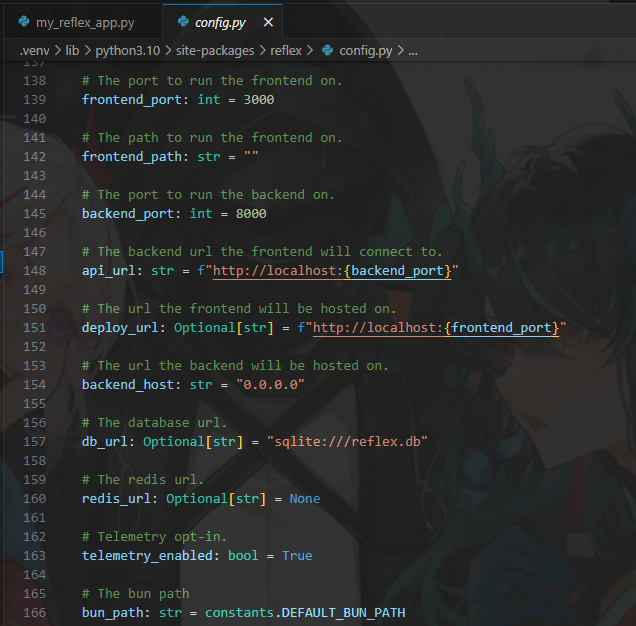 my_reflex_app.py
config.py
.venv > lib > python3.10 > site-packages > reflex > config.py > ...
137
138 # The port to run the frontend on.
139 frontend_port: int = 3000
140
141 # The path to run the frontend on.
142 frontend_path: str = ""
143
144 # The port to run the backend on.
145 backend_port: int = 8000
146
147 # The backend url the frontend will connect to.
148 api_url: str = f"http://localhost:{backend_port}"
149
150 # The url the frontend will be hosted on.
151 deploy_url: Optional[str] = f"http://localhost:{frontend_port}"
152
153 # The url the backend will be hosted on.
154 backend_host: str = "0.0.0.0"
155
156 # The database url.
157 db_url: Optional[str] = "sqlite:///reflex.db"
158
159 # The redis url.
160 redis_url: Optional[str] = None
161
162 # Telemetry opt-in.
163 telemetry_enabled: bool = True
164
165 # The bun path
166 bun_path: str = constants.DEFAULT_BUN_PATH